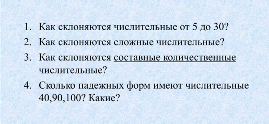 1. Как склоняются числительные от 5 до 30?
2. Как склоняются сложные числительные?
3. Как склоняются составные количественные
числительные?
4. Сколько падежных форм имеют числительные
40,90,100? Какие?